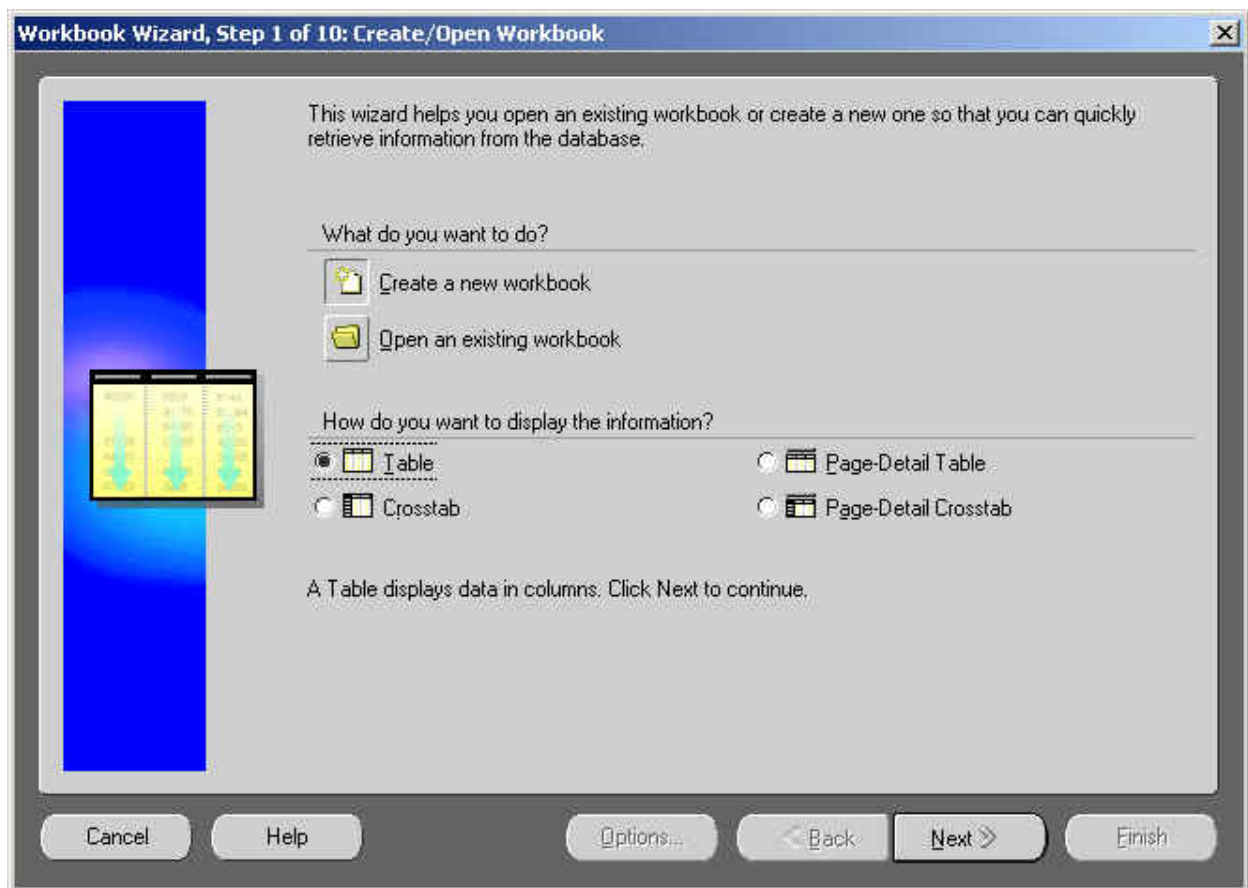 Workbook Wizard, Step 1 of 10: Create/Open Workbook
This wizard helps you open an existing workbook or create a new one so that you can quickly
retrieve information from the database.
What do you want to do?
Create a new workbook
Open an existing workbook
How do you want to display the information?
Table
Page-Detail Table
Crosstab
Page-Detail Crosstab
A Table displays data in columns. Click Next to continue.
Cancel
Help
Options...
Back
Next
Finish